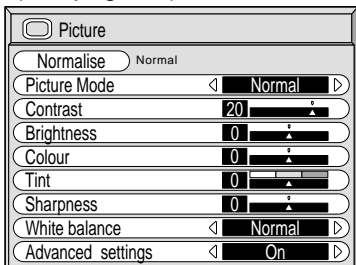 Picture
Normalise Normal
Picture Mode Normal
Contrast 20
Brightness 0
Colour 0
Tint 0
Sharpness 0
White balance Normal
Advanced settings On